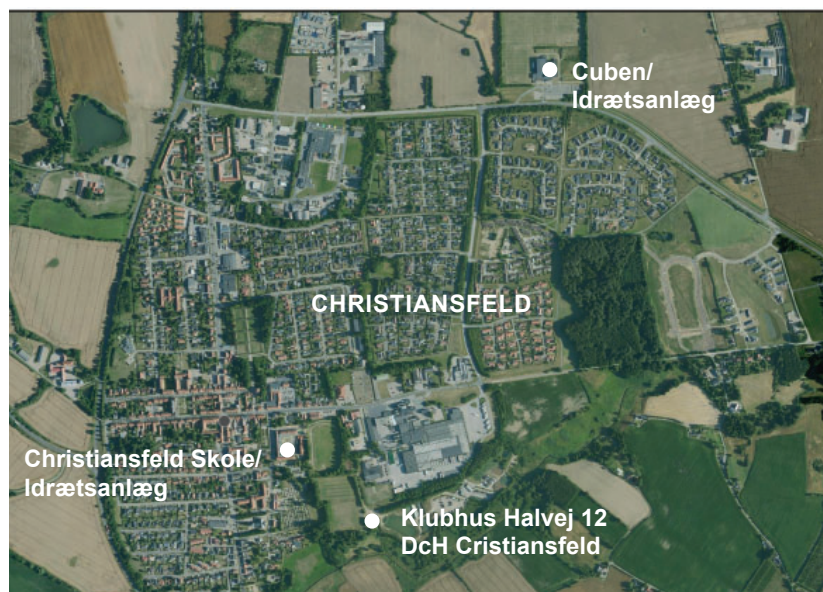 Cuben/
Idrætsanlæg
CHRISTIANSFELD
Christiansfeld Skole/
Idrætsanlæg
Klubhus Halvej 12
DcH Cristiansfeld